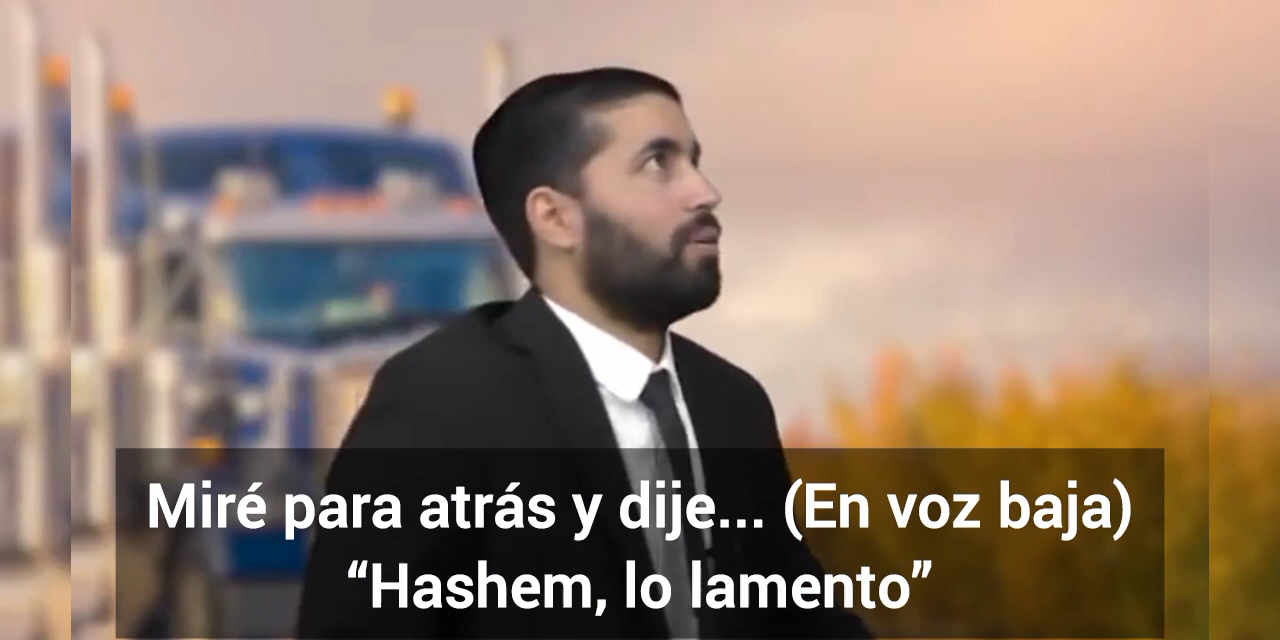 Miré para atrás y dije... (En voz baja)
“Hashem, lo lamento”